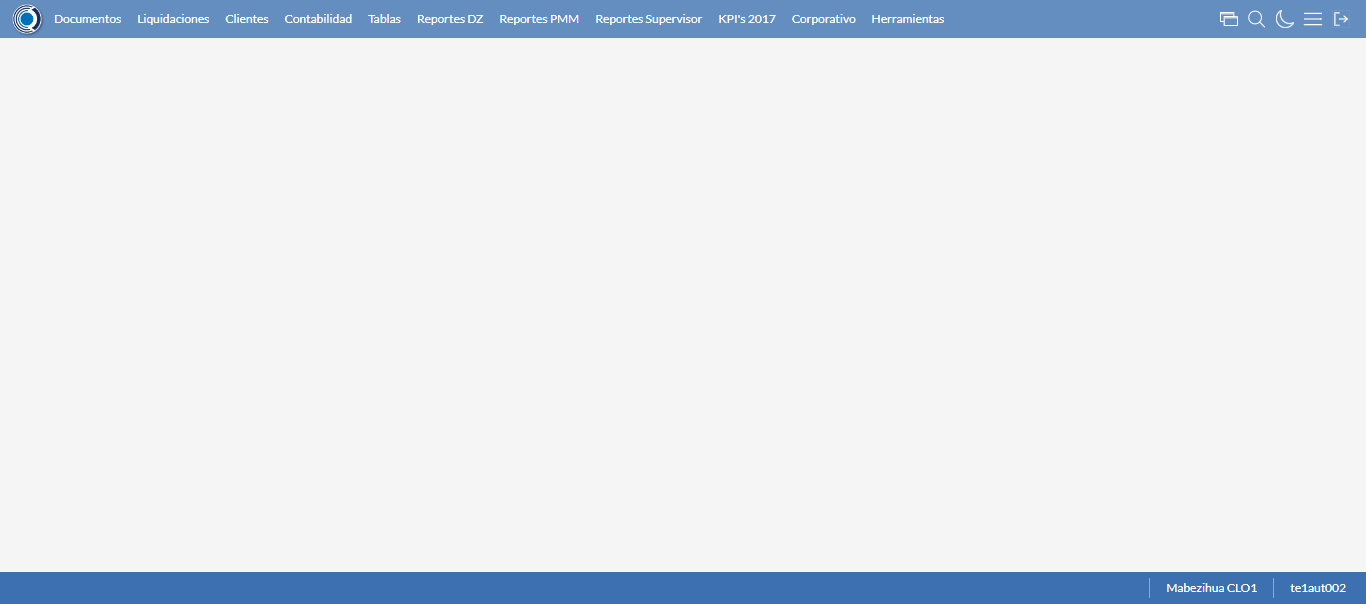 Documentos Liquidaciones Clientes Contabilidad Tablas Reportes DZ Reportes PMM Reportes Supervisor KPI's 2017 Corporativo Herramientas
Mabezihua CLO1 te1aut002